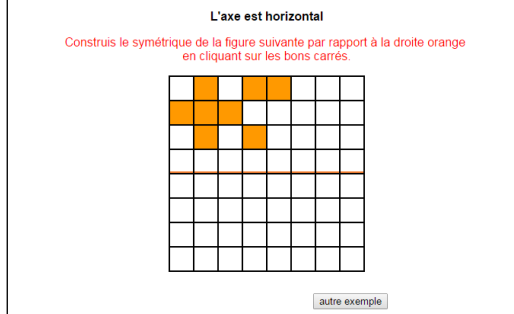 L'axe est horizontal
Construis le symétrique de la figure suivante par rapport à la droite orange
en cliquant sur les bons carrés.
autre exemple